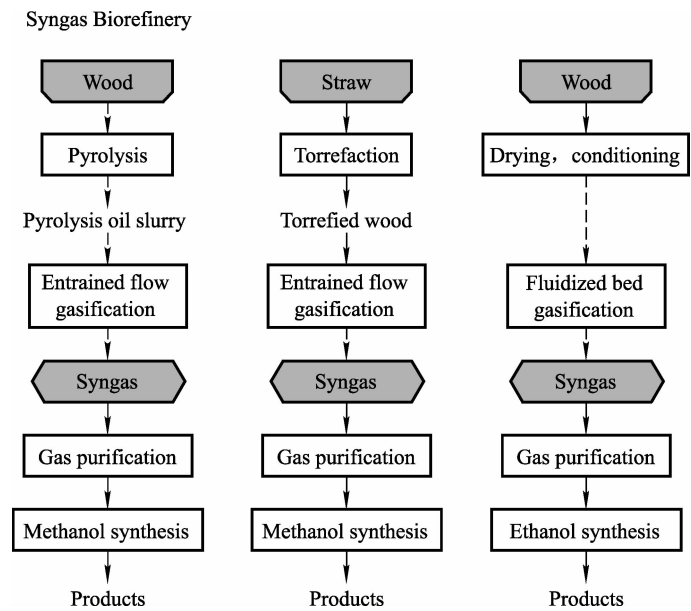 Syngas Biorefinery
Wood
Pyrolysis
Pyrolysis oil slurry
Entrained flow
gasification
Syngas
Gas purification
Methanol synthesis
Products
Straw
Torrefaction
Torrefied wood
Entrained flow
gasification
Syngas
Gas purification
Methanol synthesis
Products
Wood
Drying，conditioning
Fluidized bed
gasification
Syngas
Gas purification
Ethanol synthesis
Products